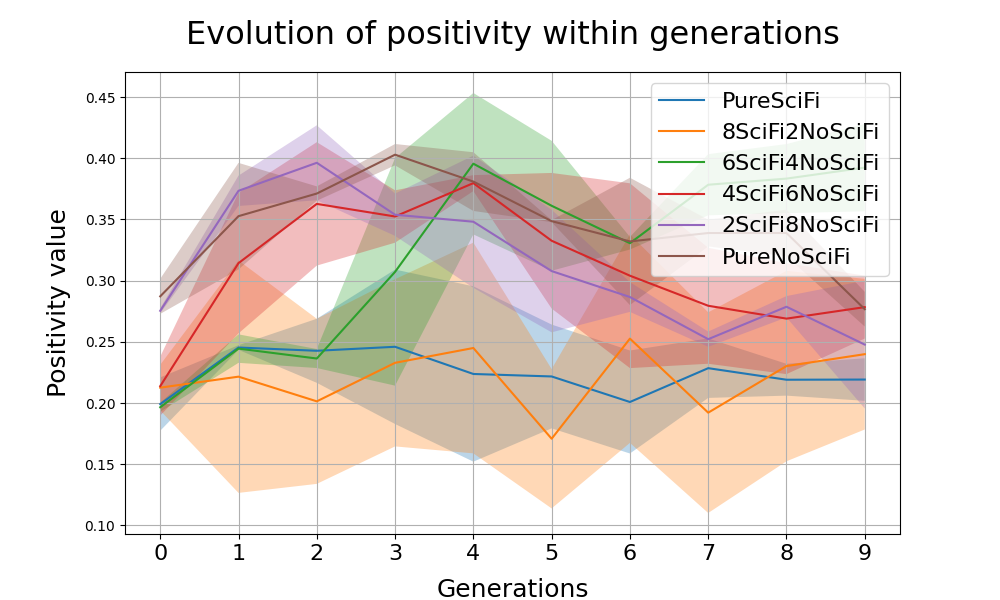 Evolution of positivity within generations
Positivity value
0.45
0.40
0.35
0.30
0.25
0.20
0.15
0.10
PureSciFi
8SciFi2NoSciFi
6SciFi4NoSciFi
4SciFi6NoSciFi
2SciFi8NoSciFi
PureNoSciFi
0 1 2 3 4 5 6 7 8 9
Generations